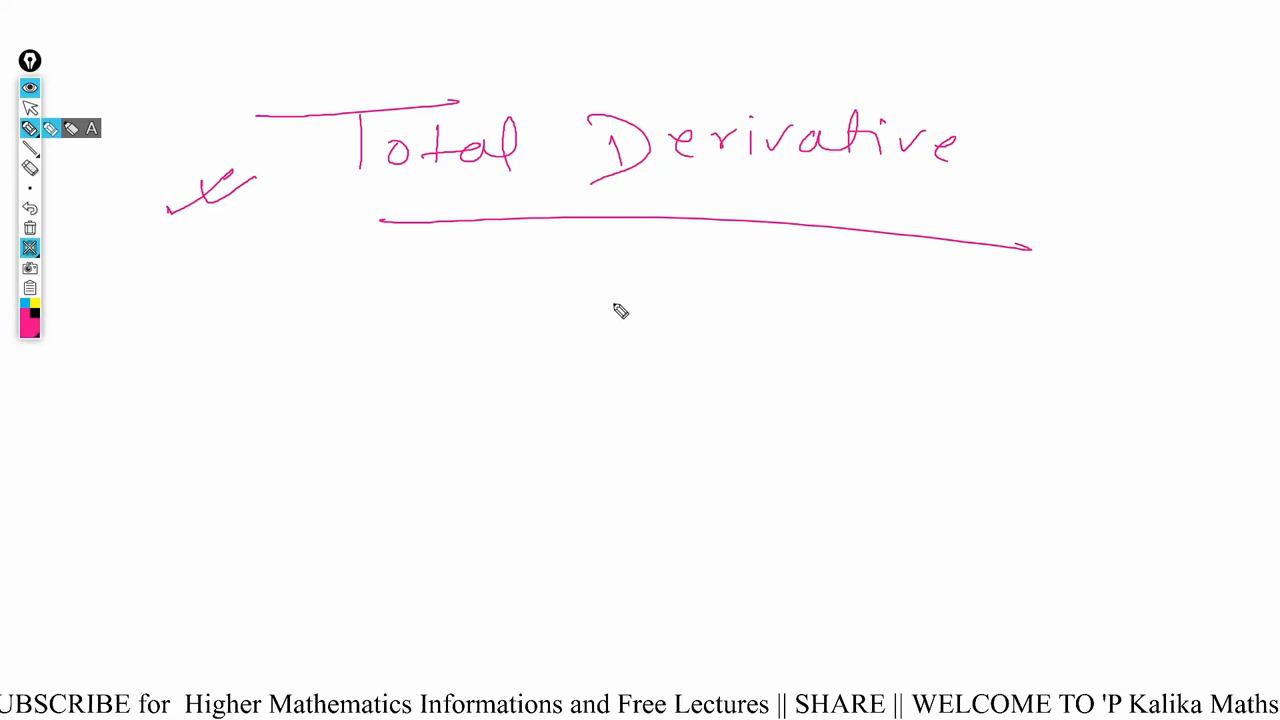 Total Derivative
A
UBSCRIBE for Higher Mathematics Informations and Free Lectures || SHARE || WELCOME TO 'P Kalika Maths